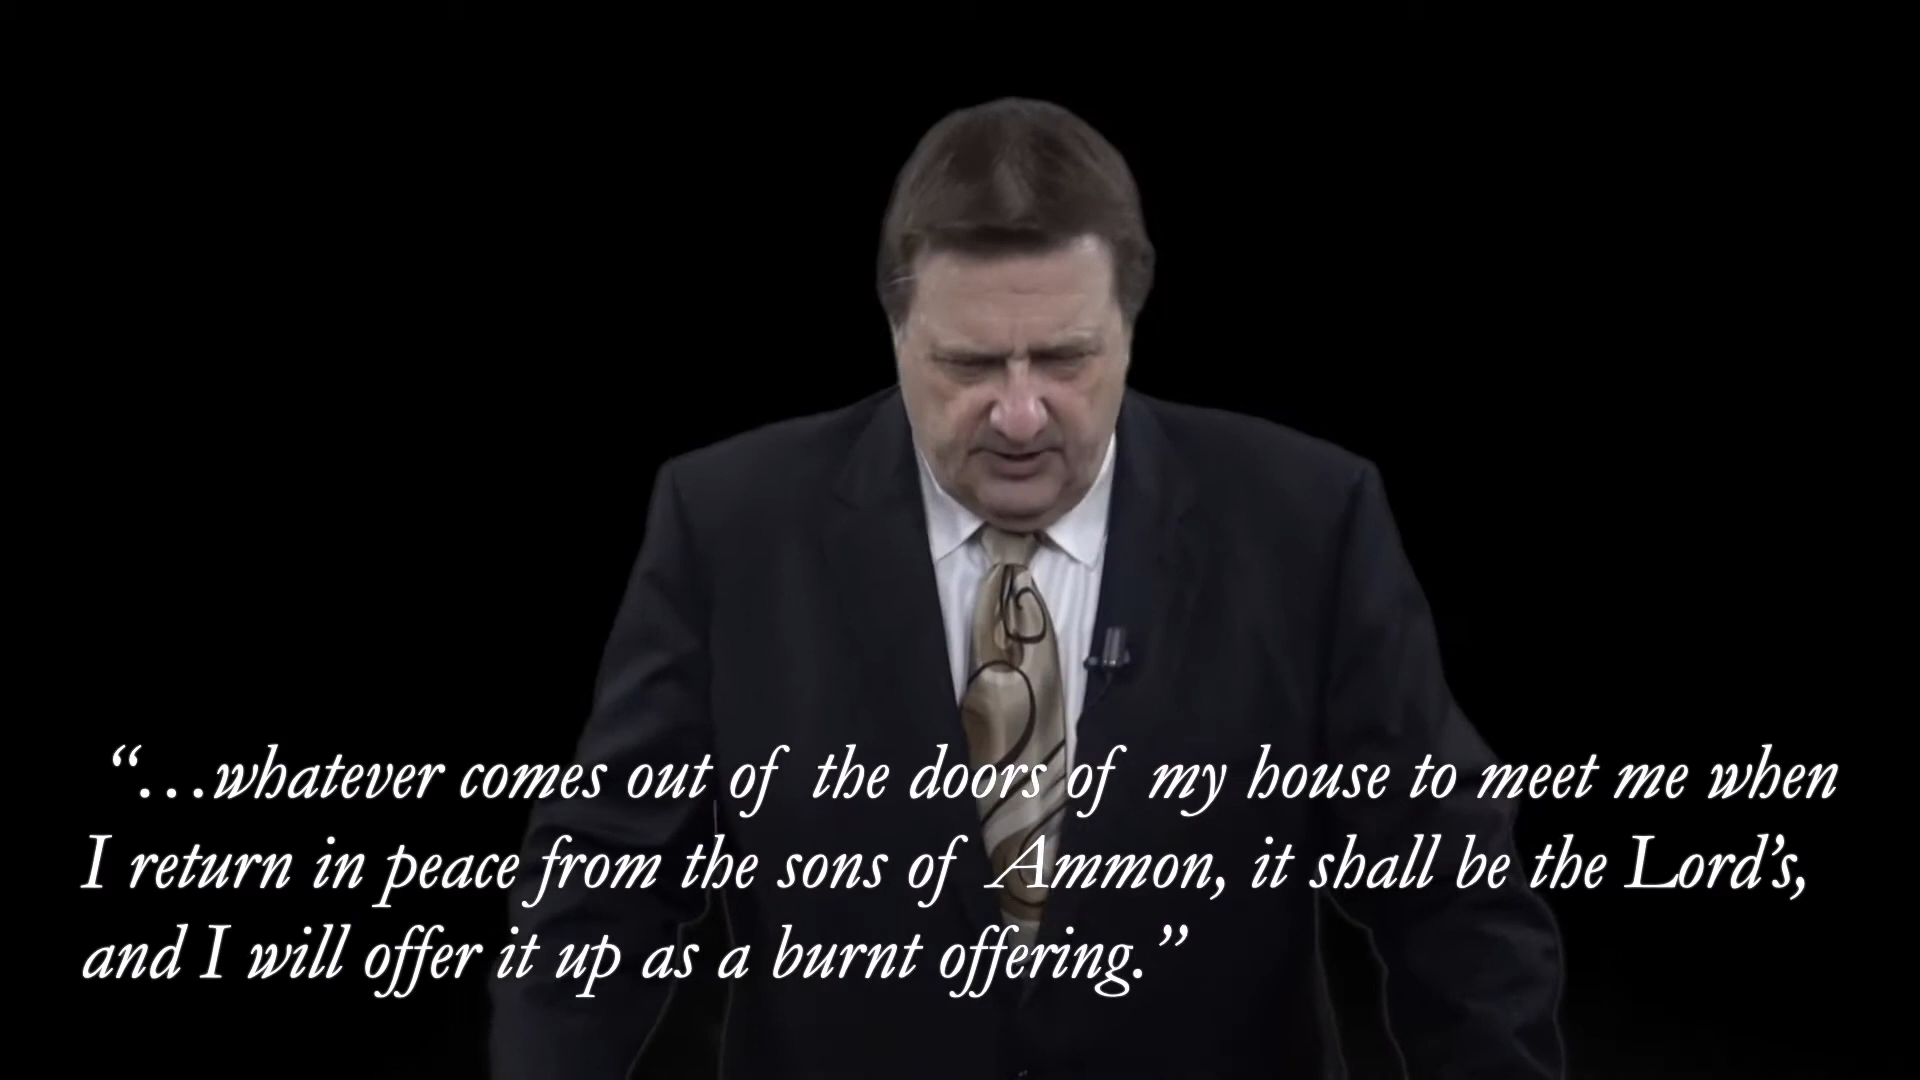 “…whatever comes out of the doors of my house to meet me when
I return in peace from the sons of Ammon, it shall be the Lord’s,
and I will offer it up as a burnt offering.”